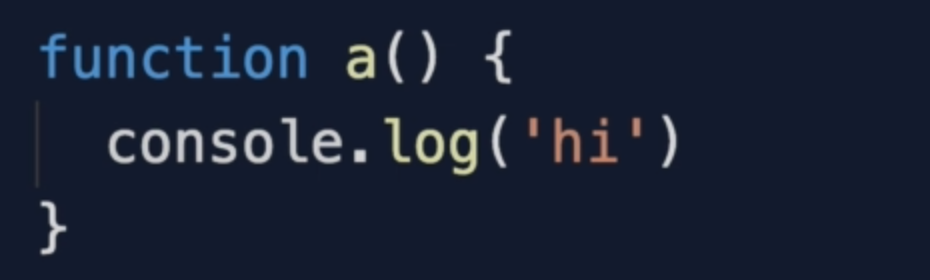 function a() {
  console.log('hi')
}